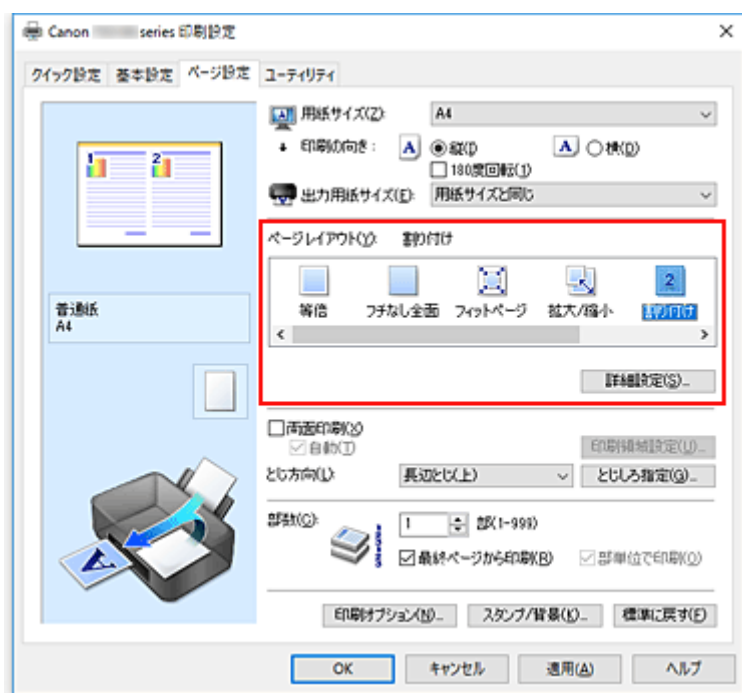 Canon series 印刷設定
クイック設定 基本設定 ページ設定 ユーティリティ
用紙サイズ(Z): A4
印刷の向き: A 縦(I) A 横(D)
180度回転(1)
出力用紙サイズ(E): 用紙サイズと同じ
1 2
ページレイアウト(Y): 割り付け
2
等倍 フチなし全面 フィットページ 拡大/縮小 割り付け
普通紙
A4
詳細設定(S)...
両面印刷(X)
自動(T) 印刷領域設定(U)...
とじ方向(L): 長辺とじ(上) とじしろ指定(G)...
部数(C): 1 部(1-999)
最終ページから印刷(R) 部単位で印刷(O)
A
印刷オプション(N)... スタンプ/背景(K)... 標準に戻す(F)
OK キャンセル 適用(A) ヘルプ